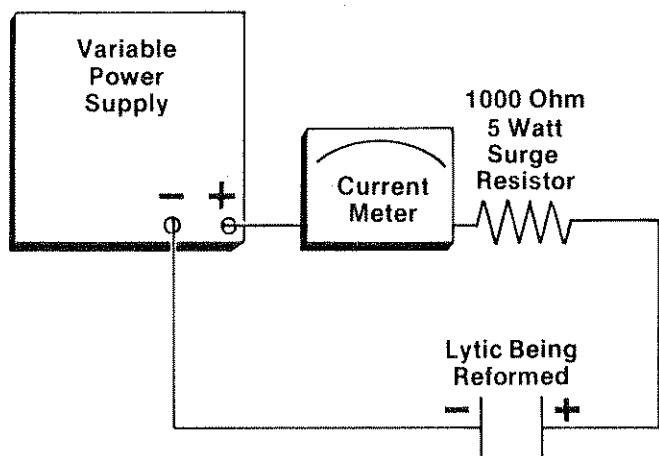 Variable
Power
Supply
- +
Current
Meter
1000 Ohm
5 Watt
Surge
Resistor
Lytic Being
Reformed
- +